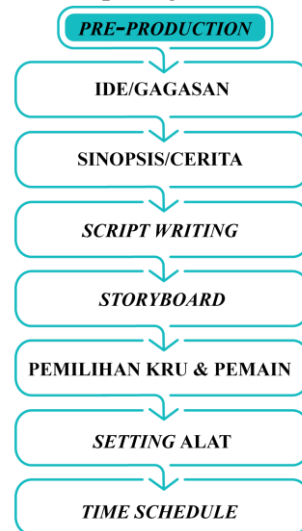 PRE-PRODUCTION
IDE/GAGASAN
SINOPSIS/CERITA
SCRIPT WRITING
STORYBOARD
PEMILIHAN KRU & PEMAIN
SETTING ALAT
TIME SCHEDULE